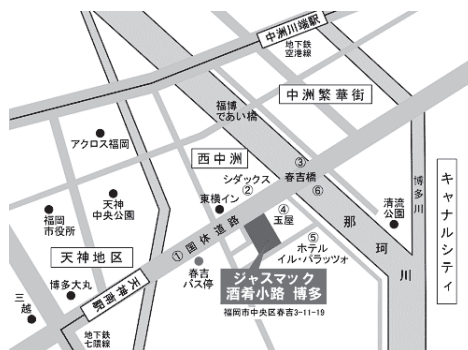 中洲川端駅
地下鉄
空港線
中洲繁華街
福博
であい橋
アクロス福岡
西中洲
③
春吉橋
⑥
シダックス
②
東横イン
④
玉屋
天神
中央公園
福岡
市役所
清流
公園
博多川
キャナルシティ
那珂川
①国体道路
⑤
ホテル
イル・パラッツォ
天神地区
春吉
バス停
博多大丸
三越
天神南駅
地下鉄
七隈線
ジャスマック
酒肴小路 博多
福岡市中央区春吉3-11-19